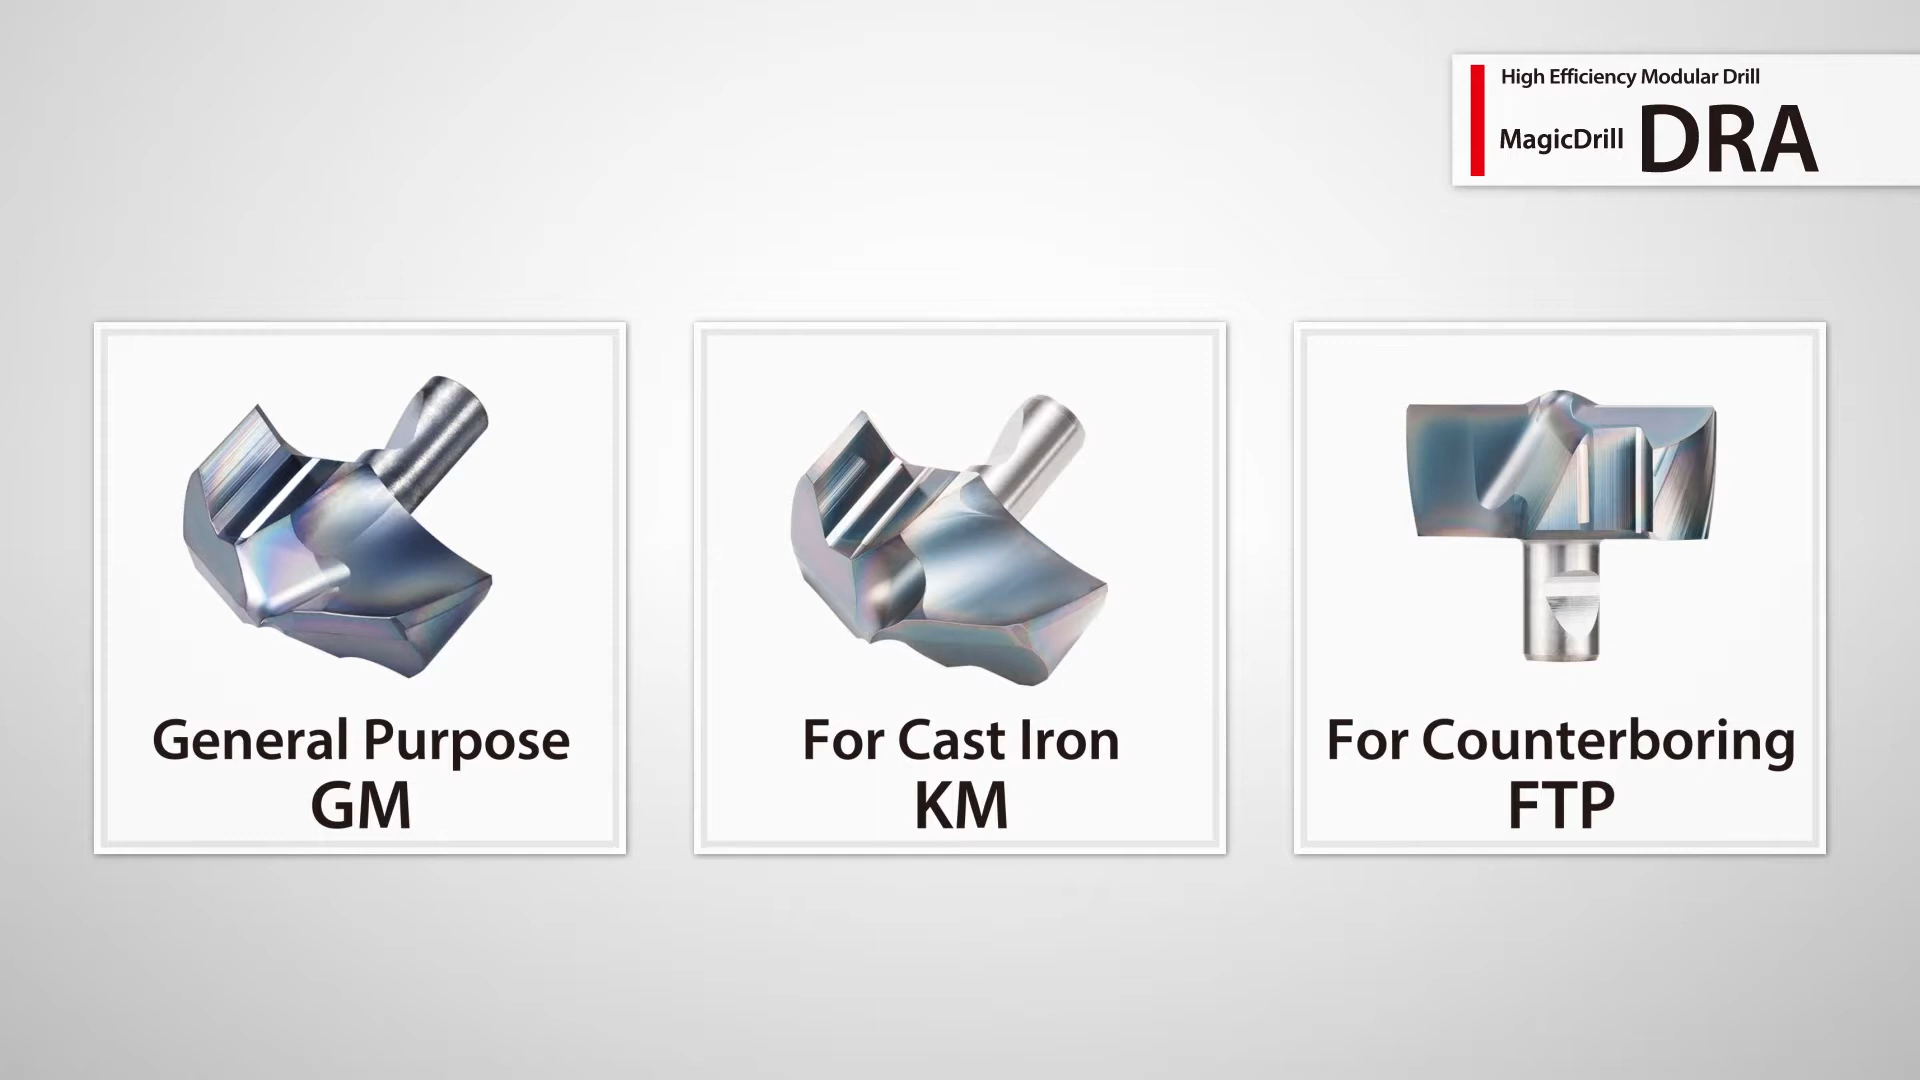 High Efficiency Modular Drill
MagicDrill DRA
General Purpose
GM
For Cast Iron
KM
For Counterboring
FTP